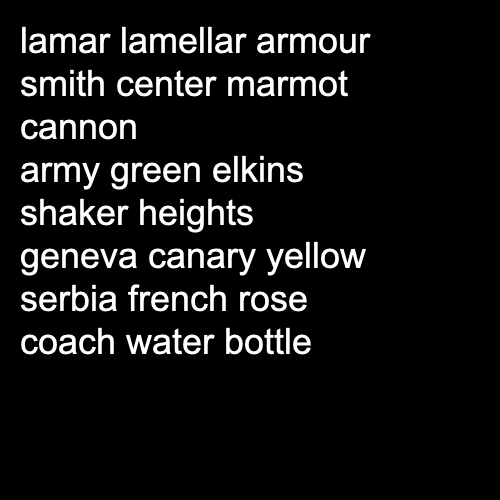 lamar lamellar armour
smith center marmot
cannon
army green elkins
shaker heights
geneva canary yellow
serbia french rose
coach water bottle